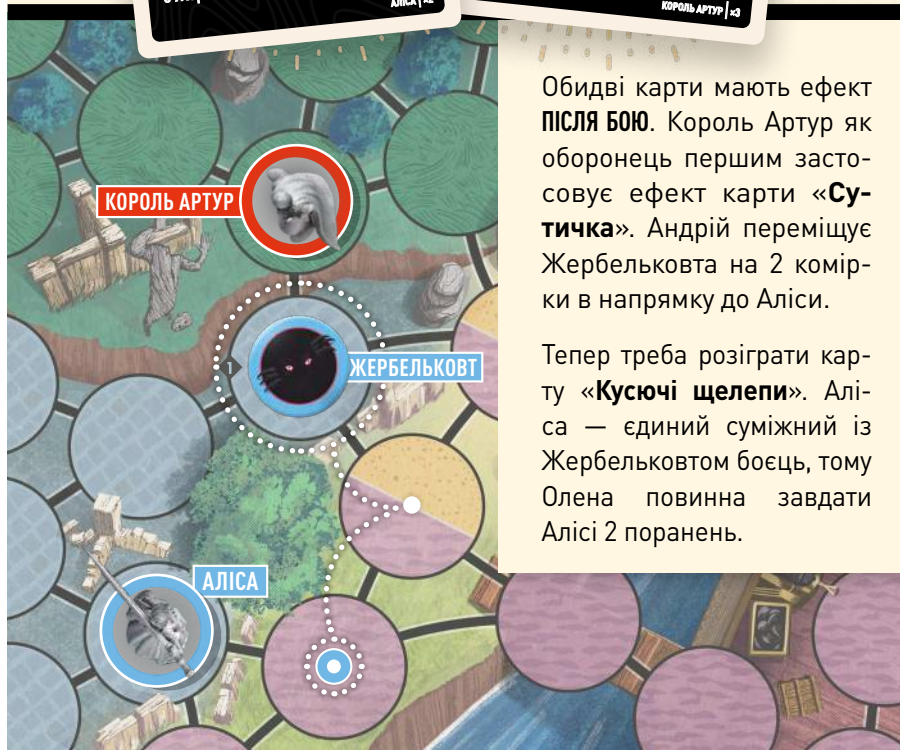 АЛІСА | x2
КОРОЛЬ АРТУР | x3
Обидві карти мають ефект
ПІСЛЯ БОЮ. Король Артур як
оборонець першим засто-
совує ефект карти «Су-
тичка». Андрій переміщує
Жербельковта на 2 комір-
ки в напрямку до Аліси.
Тепер треба розіграти кар-
ту «Кусючі щелепи». Алі-
са — єдиний суміжний із
Жербельковтом боєць, тому
Олена повинна завдати
Алісі 2 поранень.
КОРОЛЬ АРТУР
1
ЖЕРБЕЛЬКОВТ
АЛІСА